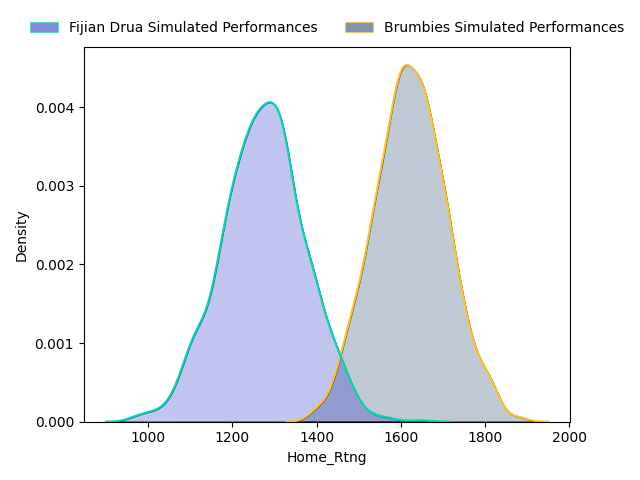 Fijian Drua Simulated Performances
Brumbies Simulated Performances
0.004
0.003
0.002
0.001
0.000
Density
1000
1200
1400
1600
1800
2000
Home_Rtng